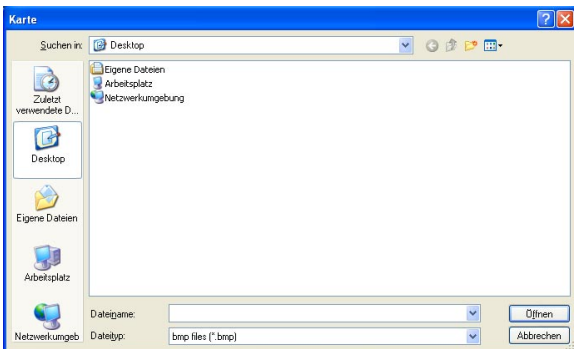 Karte
Suchen in: Desktop
Zuletzt
verwendete D...
Desktop
Eigene Dateien
Arbeitsplatz
Netzwerkumgeb
Eigene Dateien
Arbeitsplatz
Netzwerkumgebung
Dateiname: Öffnen
Dateityp: bmp files (*.bmp) Abbrechen